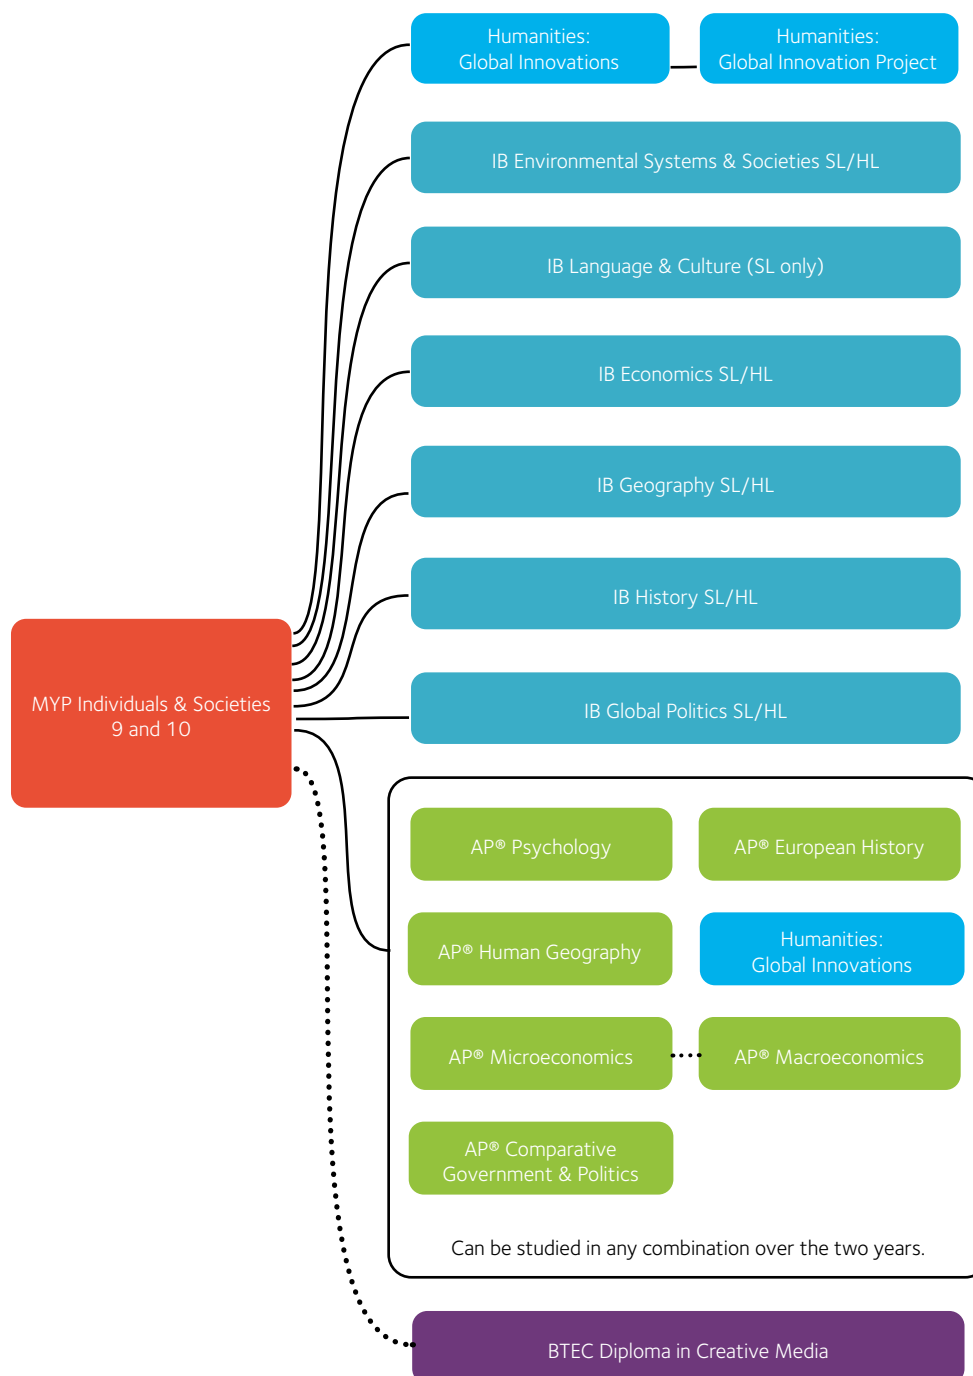 Humanities:
Global Innovations
Humanities:
Global Innovation Project
IB Environmental Systems & Societies SL/HL
IB Language & Culture (SL only)
IB Economics SL/HL
IB Geography SL/HL
IB History SL/HL
MYP Individuals & Societies
9 and 10
IB Global Politics SL/HL
AP® Psychology
AP® European History
AP® Human Geography
Humanities:
Global Innovations
AP® Microeconomics
AP® Macroeconomics
AP® Comparative
Government & Politics
Can be studied in any combination over the two years.
BTEC Diploma in Creative Media